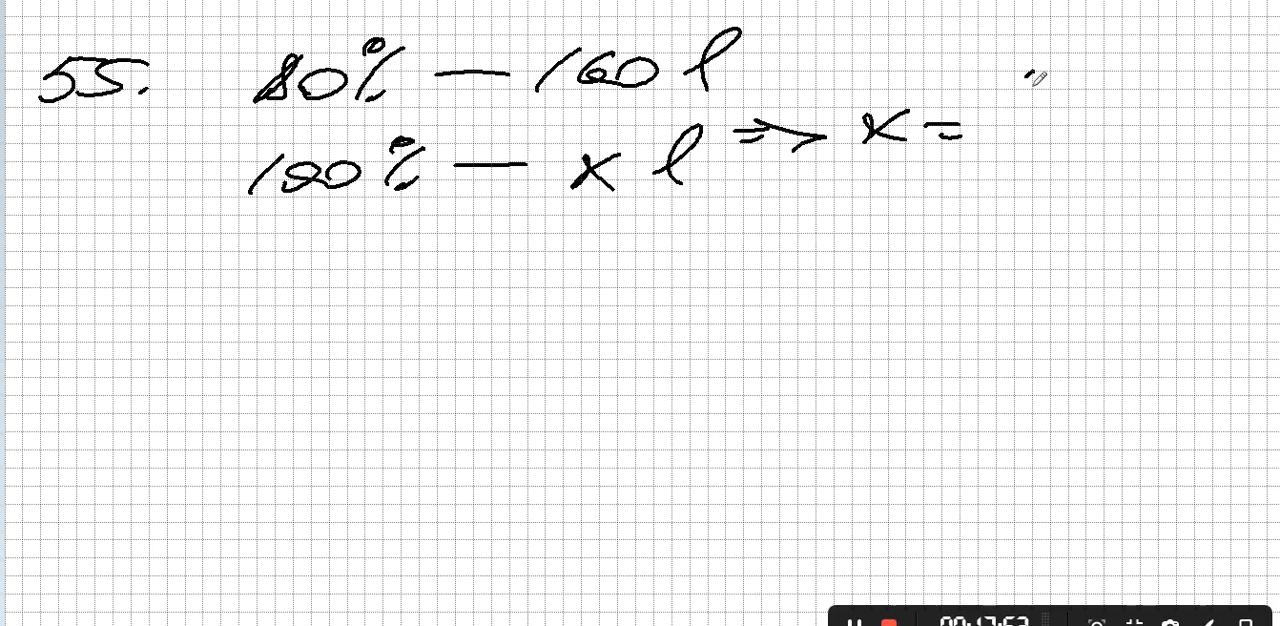 55. 80% — 160 l
100% — x l ⇒ x =